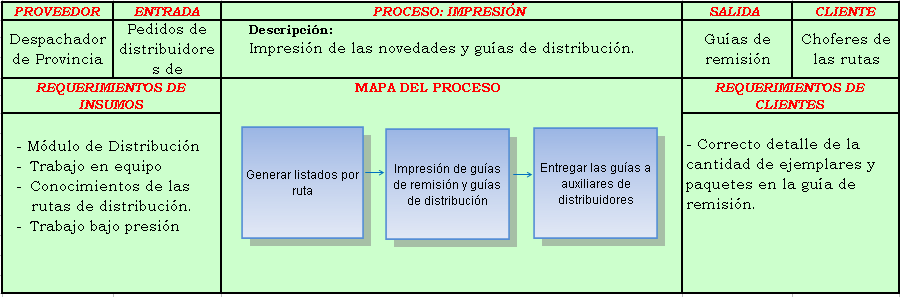 PROVEEDOR
ENTRADA
PROCESO: IMPRESIÓN
SALIDA
CLIENTE
Despachador
de Provincia
Pedidos de
distribuidore
s de
Descripción:
Impresión de las novedades y guías de distribución.
Guías de
remisión
Choferes de
las rutas
REQUERIMIENTOS DE
INSUMOS
MAPA DEL PROCESO
REQUERIMIENTOS DE
CLIENTES
- Módulo de Distribución
- Trabajo en equipo
- Conocimientos de las
rutas de distribución.
- Trabajo bajo presión
Generar listados por
ruta
Impresión de guías
de remisión y guías
de distribución
Entregar las guías a
auxiliares de
distribuidores
- Correcto detalle de la
cantidad de ejemplares y
paquetes en la guía de
remisión.